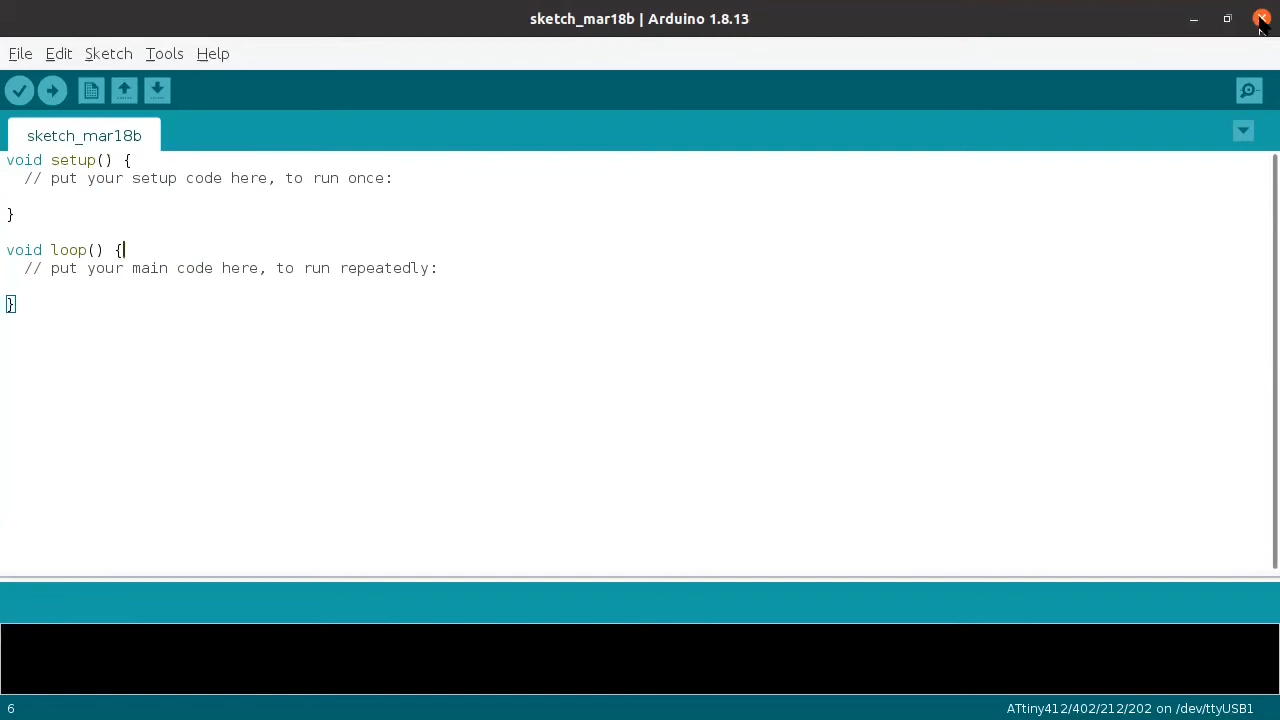 sketch_mar18b | Arduino 1.8.13
File Edit Sketch Tools Help
sketch_mar18b
void setup() {
  // put your setup code here, to run once:
}
void loop() {
  // put your main code here, to run repeatedly:
}
6
ATtiny412/402/212/202 on /dev/ttyUSB1